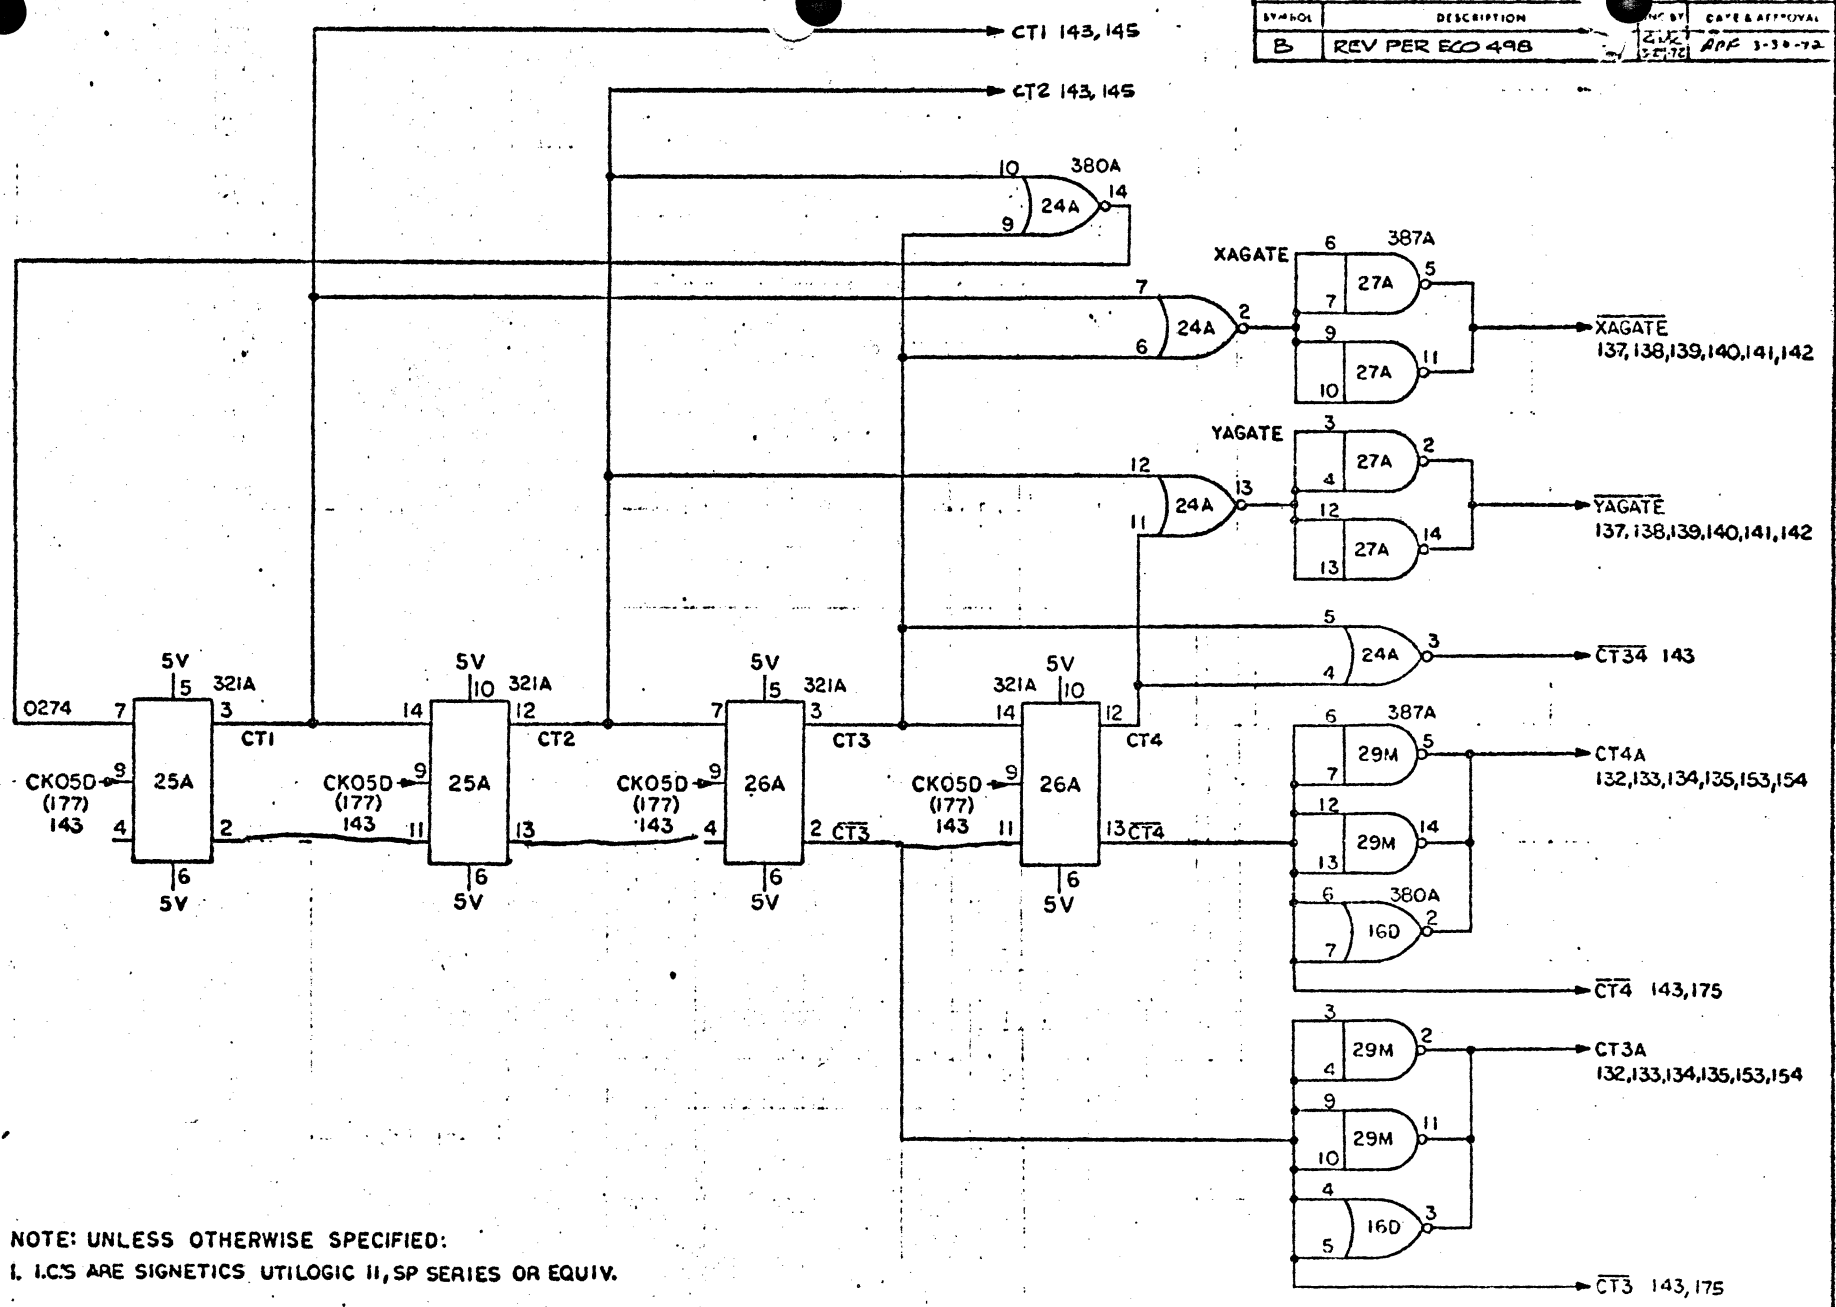 SYMBOL DESCRIPTION DATE & APPROVAL
B REV PER ECO 498 APF 3-30-72
CT1 143,145
CT2 143,145
10 380A
24A 14
9
XAGATE 6 387A
27A 5
7
7
24A 2
6
9
27A 11
10
X̅A̅G̅A̅T̅E̅
137,138,139,140,141,142
YAGATE 3
27A 2
4
12
24A 13
11
12
27A 14
13
Y̅A̅G̅A̅T̅E̅
137,138,139,140,141,142
5
24A 3
4
C̅T̅3̅4̅ 143
5V 5V 5V 5V
5 321A 10 321A 5 321A 321A 10
0274 7 3 14 12 7 3 14 12
CT1 CT2 CT3 CT4
CK05D 9 25A CK05D 9 25A CK05D 9 26A CK05D 9 26A
(177) (177) (177) (177)
143 143 143 143
4 2 11 13 4 2 C̅T̅3̅ 11 13 C̅T̅4̅
6 6 6 6
5V 5V 5V 5V
6 387A
29M 5
7
CT4A
132,133,134,135,153,154
12
29M 14
13
6 380A
16D 2
7
C̅T̅4̅ 143,175
3
29M 2
4
CT3A
132,133,134,135,153,154
9
29M 11
10
4
16D 3
5
C̅T̅3̅ 143,175
NOTE: UNLESS OTHERWISE SPECIFIED:
1. I.C.'S ARE SIGNETICS UTILOGIC II, SP SERIES OR EQUIV.